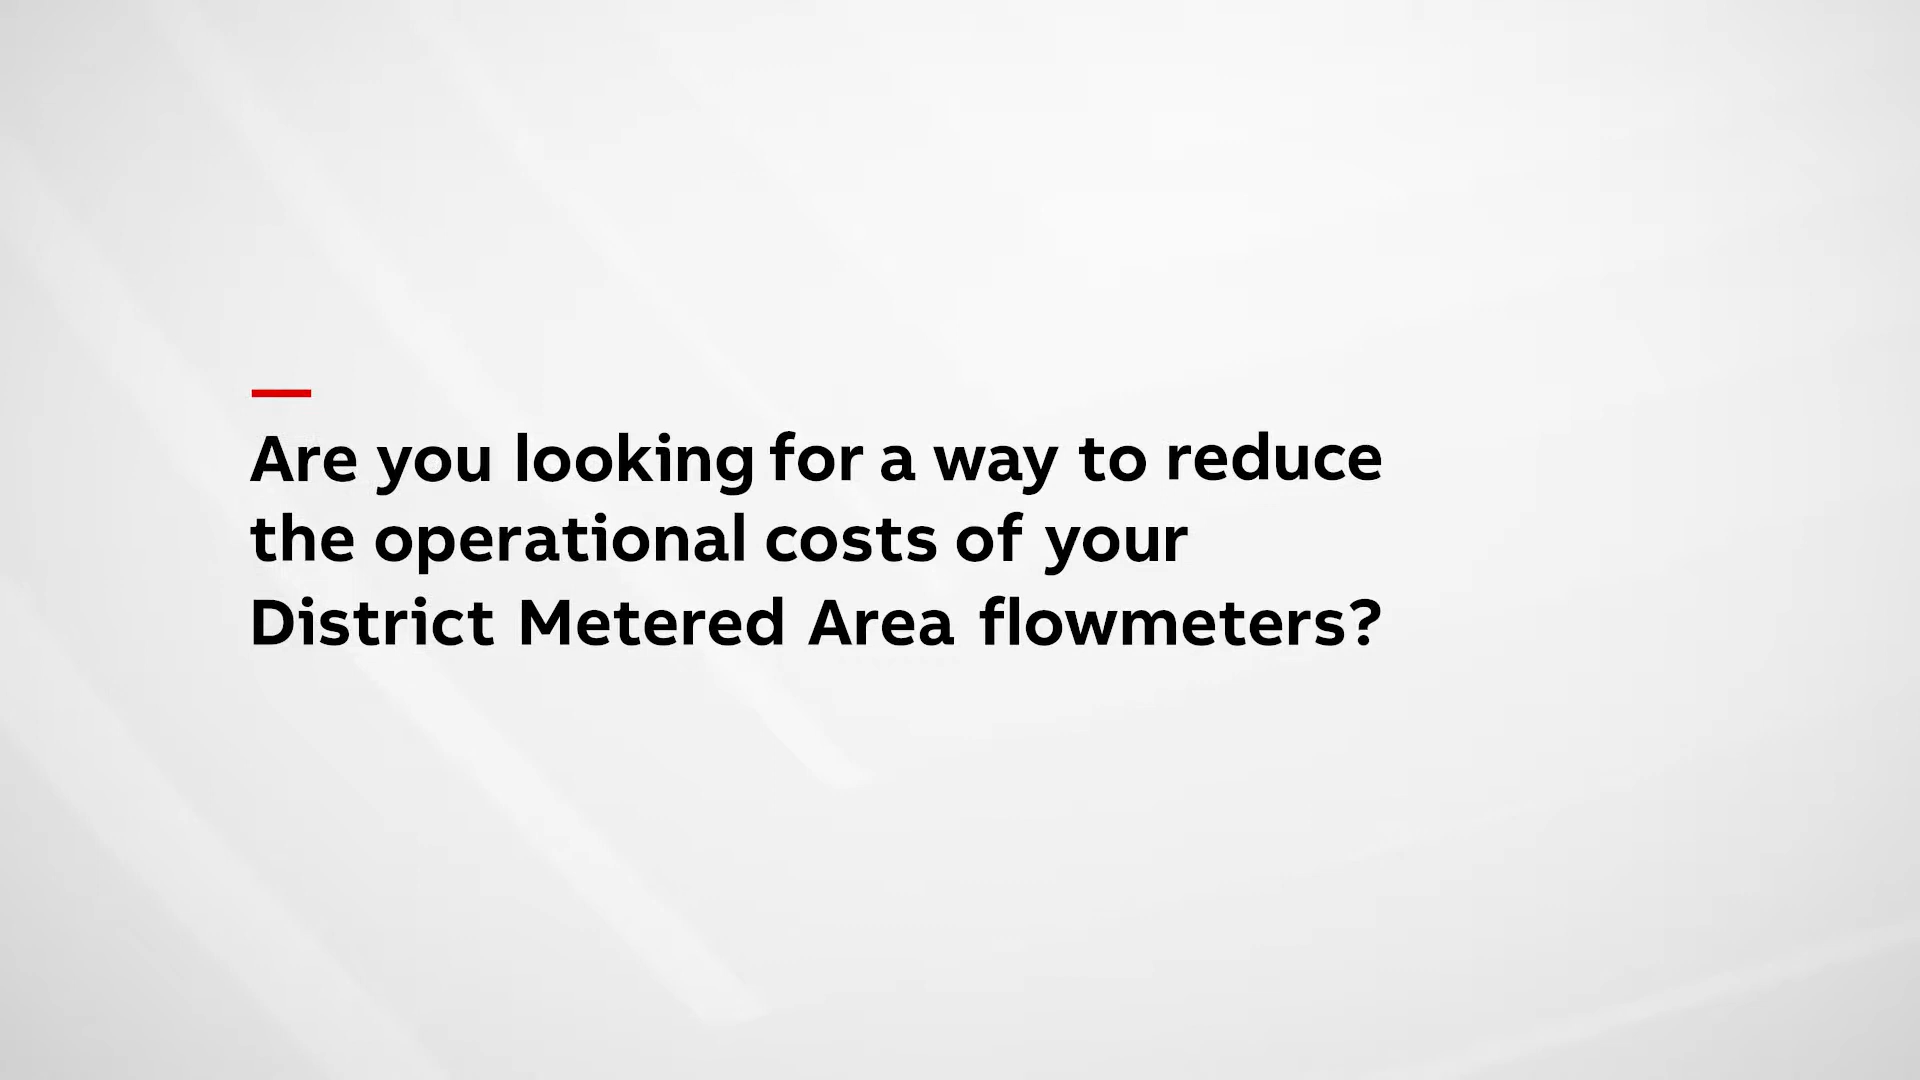 Are you looking for a way to reduce
the operational costs of your
District Metered Area flowmeters?